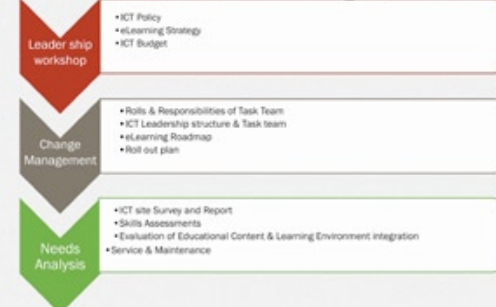 Leader ship
workshop
•ICT Policy
•eLearning Strategy
•ICT Budget
Change
Management
•Rolls & Responsibilities of Task Team
•ICT Leadership structure & Task team
•eLearning Roadmap
•Roll out plan
Needs
Analysis
•ICT site Survey and Report
•Skills Assessments
•Evaluation of Educational Content & Learning Environment integration
•Service & Maintenance